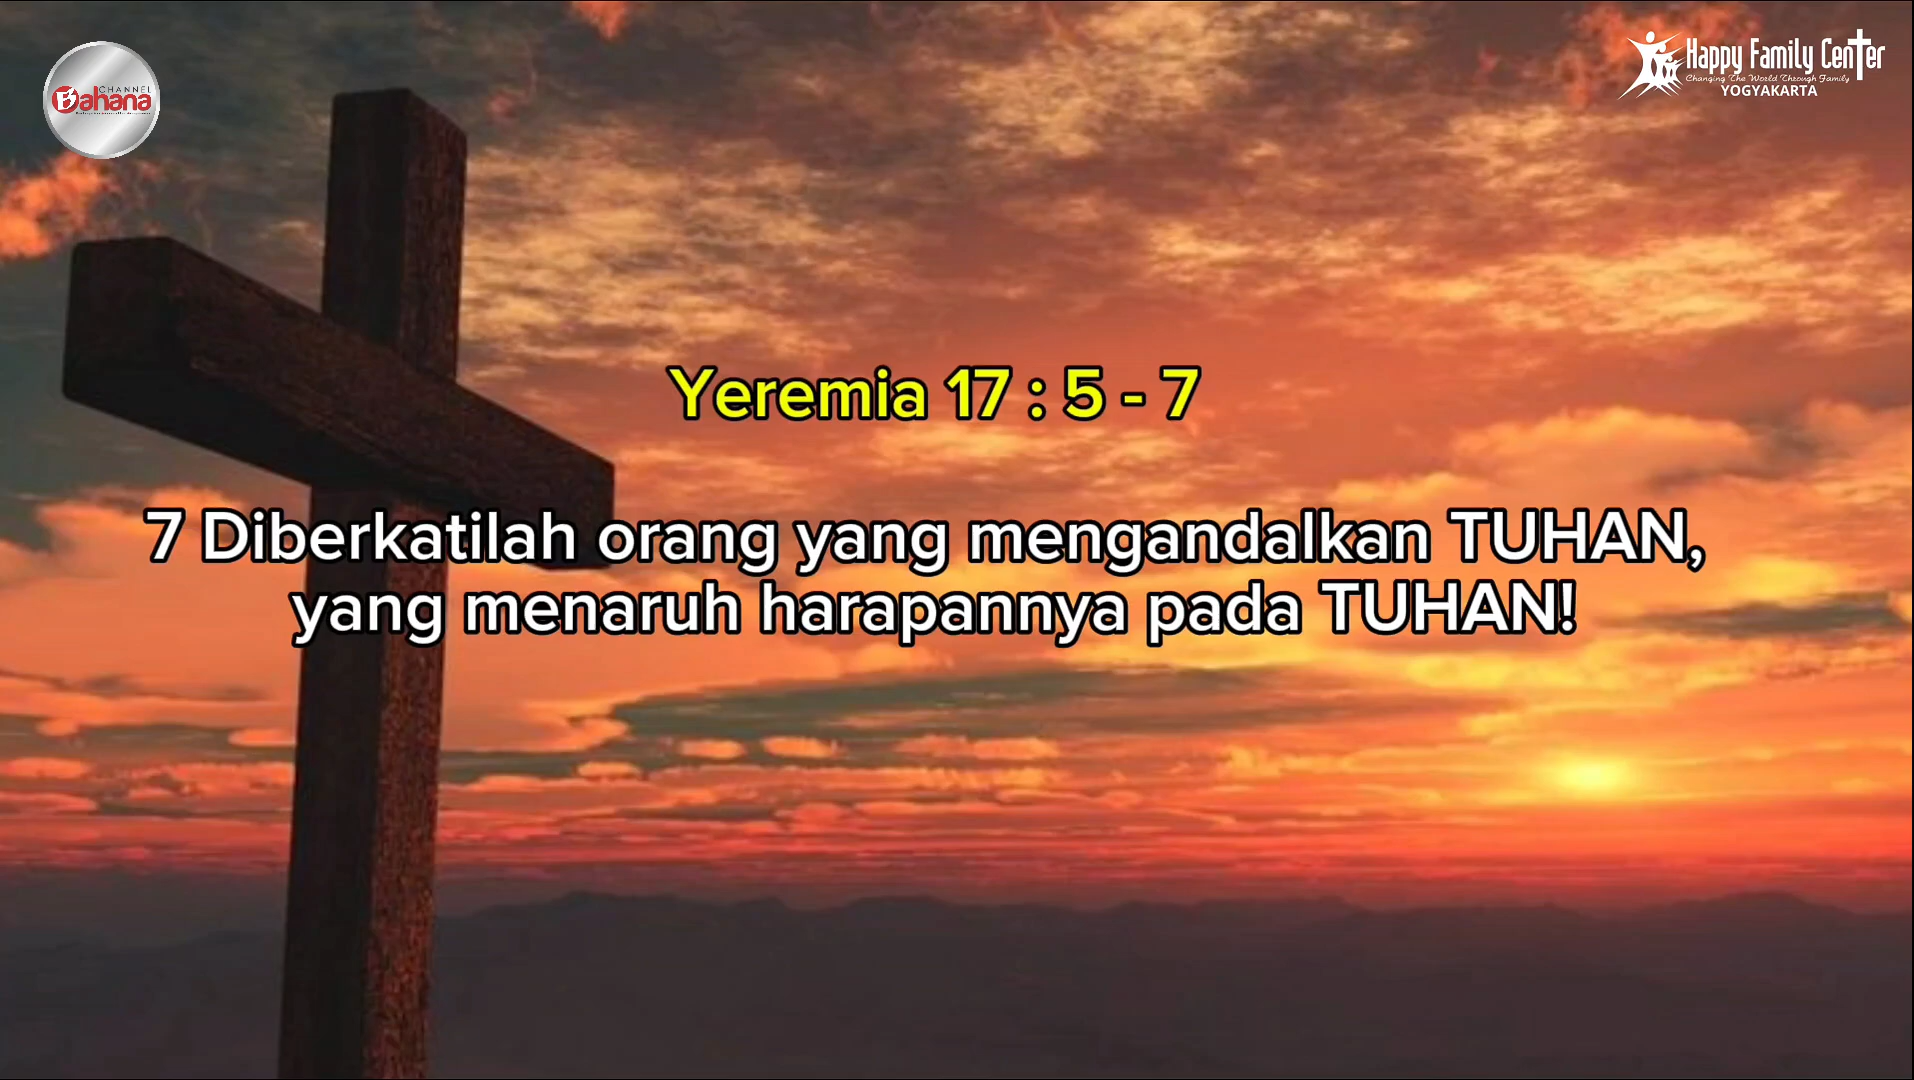 CHANNEL
Bahana
Happy Family Center
Changing The World Through Family
YOGYAKARTA
Yeremia 17 : 5 - 7
7 Diberkatilah orang yang mengandalkan TUHAN,
yang menaruh harapannya pada TUHAN!